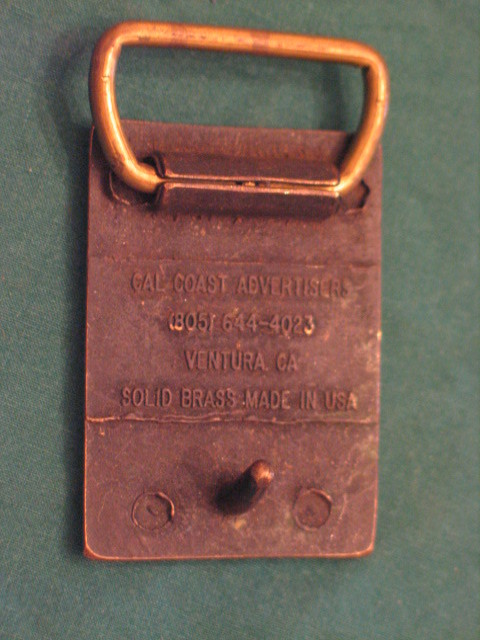 CAL COAST ADVERTISERS
(805) 644-4023
VENTURA CA
SOLID BRASS MADE IN USA